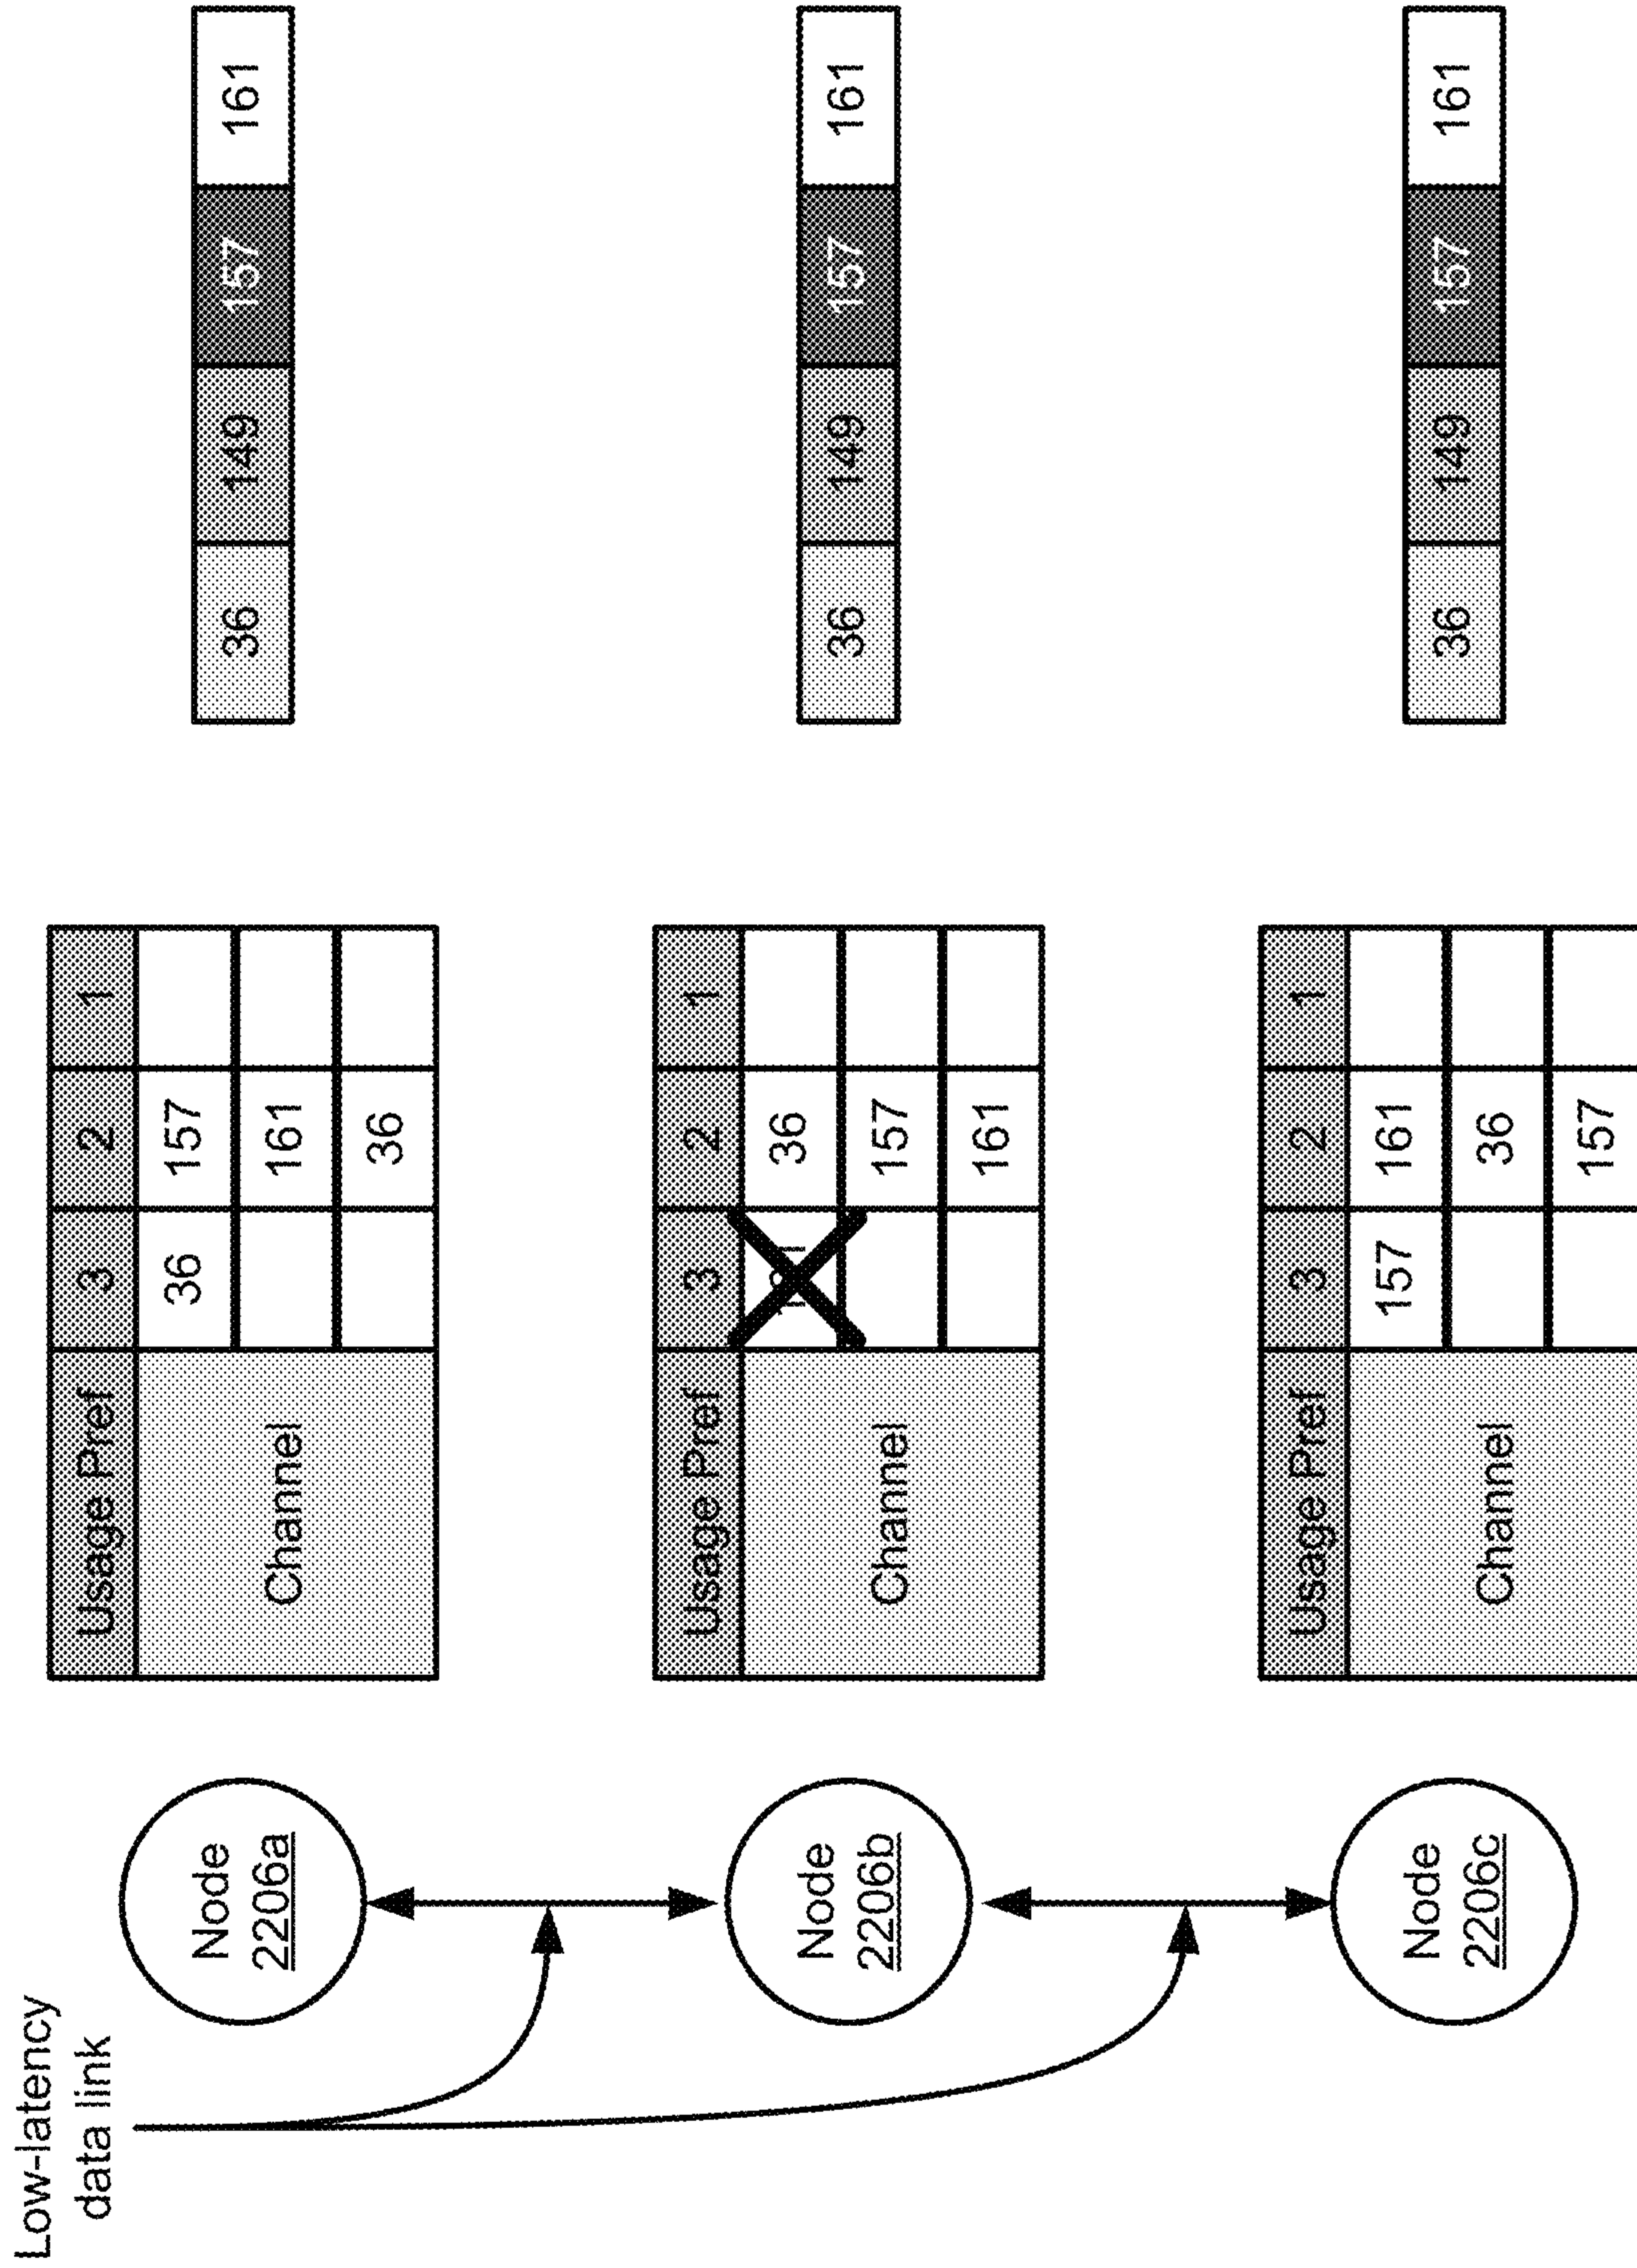 Low-latency
data link
Node
2206a
Usage Pref 3 2 1
Channel
36 157
161
36
36 149 157 161
Node
2206b
Usage Pref 3 2 1
Channel
36
157
161
36 149 157 161
Node
2206c
Usage Pref 3 2 1
Channel
157 161
36
157
36 149 157 161